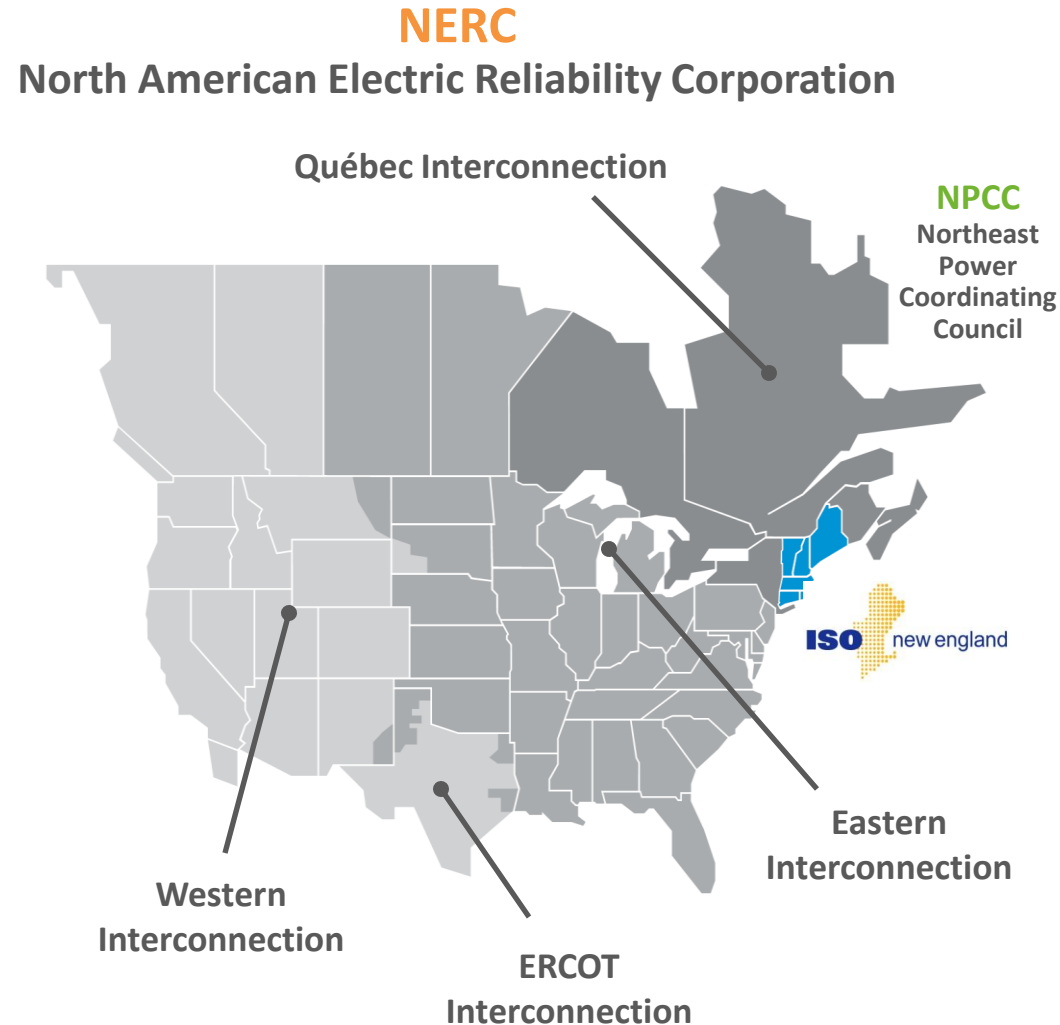 NERC
North American Electric Reliability Corporation
Québec Interconnection
NPCC
Northeast
Power
Coordinating
Council
ISO new england
Eastern
Interconnection
Western
Interconnection
ERCOT
Interconnection